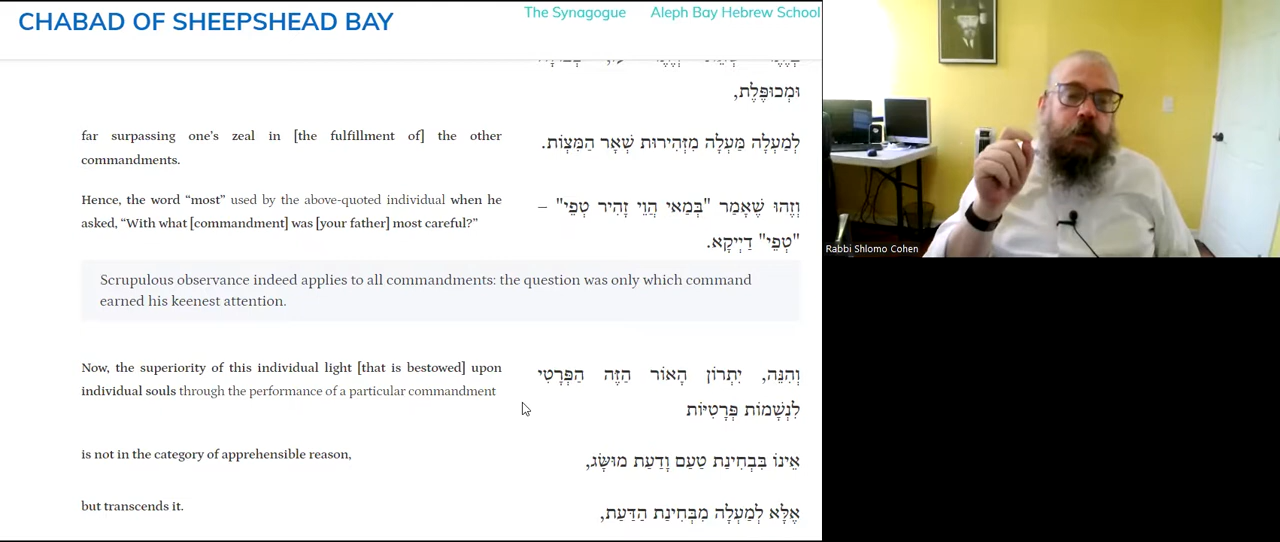 CHABAD OF SHEEPSHEAD BAY
The Synagogue Aleph Bay Hebrew School
וּמְכוּפֶּלֶת,
far surpassing one’s zeal in [the fulfillment of] the other
commandments.
לְמַעְלָה מַּעְלָה מִזְּהִירוּת שְׁאָר הַמִּצְוֹת.
Hence, the word “most” used by the above-quoted individual when he
asked, “With what [commandment] was [your father] most careful?”
וְזֶהוּ שֶׁאָמַר "בְּמַאי הֲוֵי זָהִיר טְפֵי" –
"טְפֵי" דַּיְיקָא.
Scrupulous observance indeed applies to all commandments: the question was only which command
earned his keenest attention.
Now, the superiority of this individual light [that is bestowed] upon
individual souls through the performance of a particular commandment
וְהִנֵּה, יִתְרוֹן הָאוֹר הַזֶּה הַפְּרָטִי
לִנְשָׁמוֹת פְּרָטִיּוֹת
is not in the category of apprehensible reason,
אֵינוֹ בִּבְחִינַת טַעַם וָדַעַת מוּשָּׂג,
but transcends it.
אֶלָּא לְמַעְלָה מִבְּחִינַת הַדַּעַת,
Rabbi Shlomo Cohen